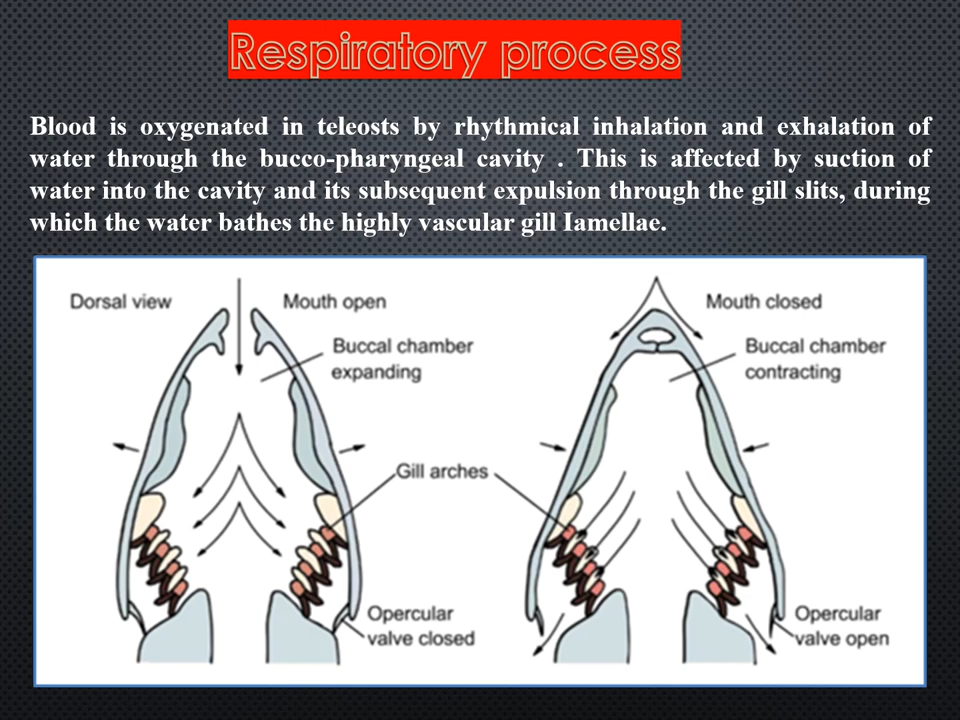 Respiratory process
Blood is oxygenated in teleosts by rhythmical inhalation and exhalation of
water through the bucco-pharyngeal cavity . This is affected by suction of
water into the cavity and its subsequent expulsion through the gill slits, during
which the water bathes the highly vascular gill Iamellae.
Dorsal view
Mouth open
Buccal chamber
expanding
Gill arches
Opercular
valve closed
Mouth closed
Buccal chamber
contracting
Opercular
valve open